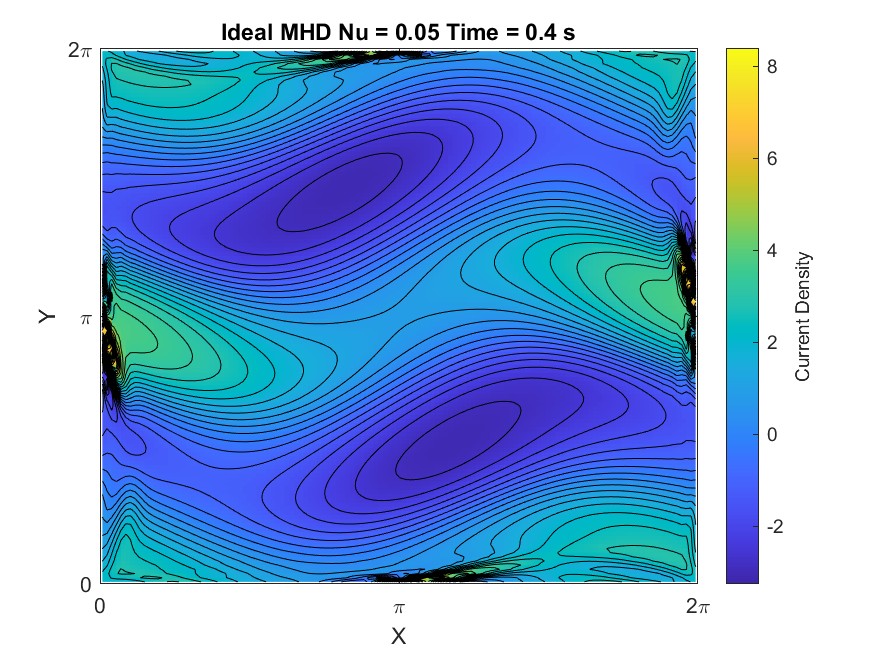 Ideal MHD Nu = 0.05 Time = 0.4 s
2π
π
0
Y
0
π
2π
X
8
6
4
2
0
-2
Current Density